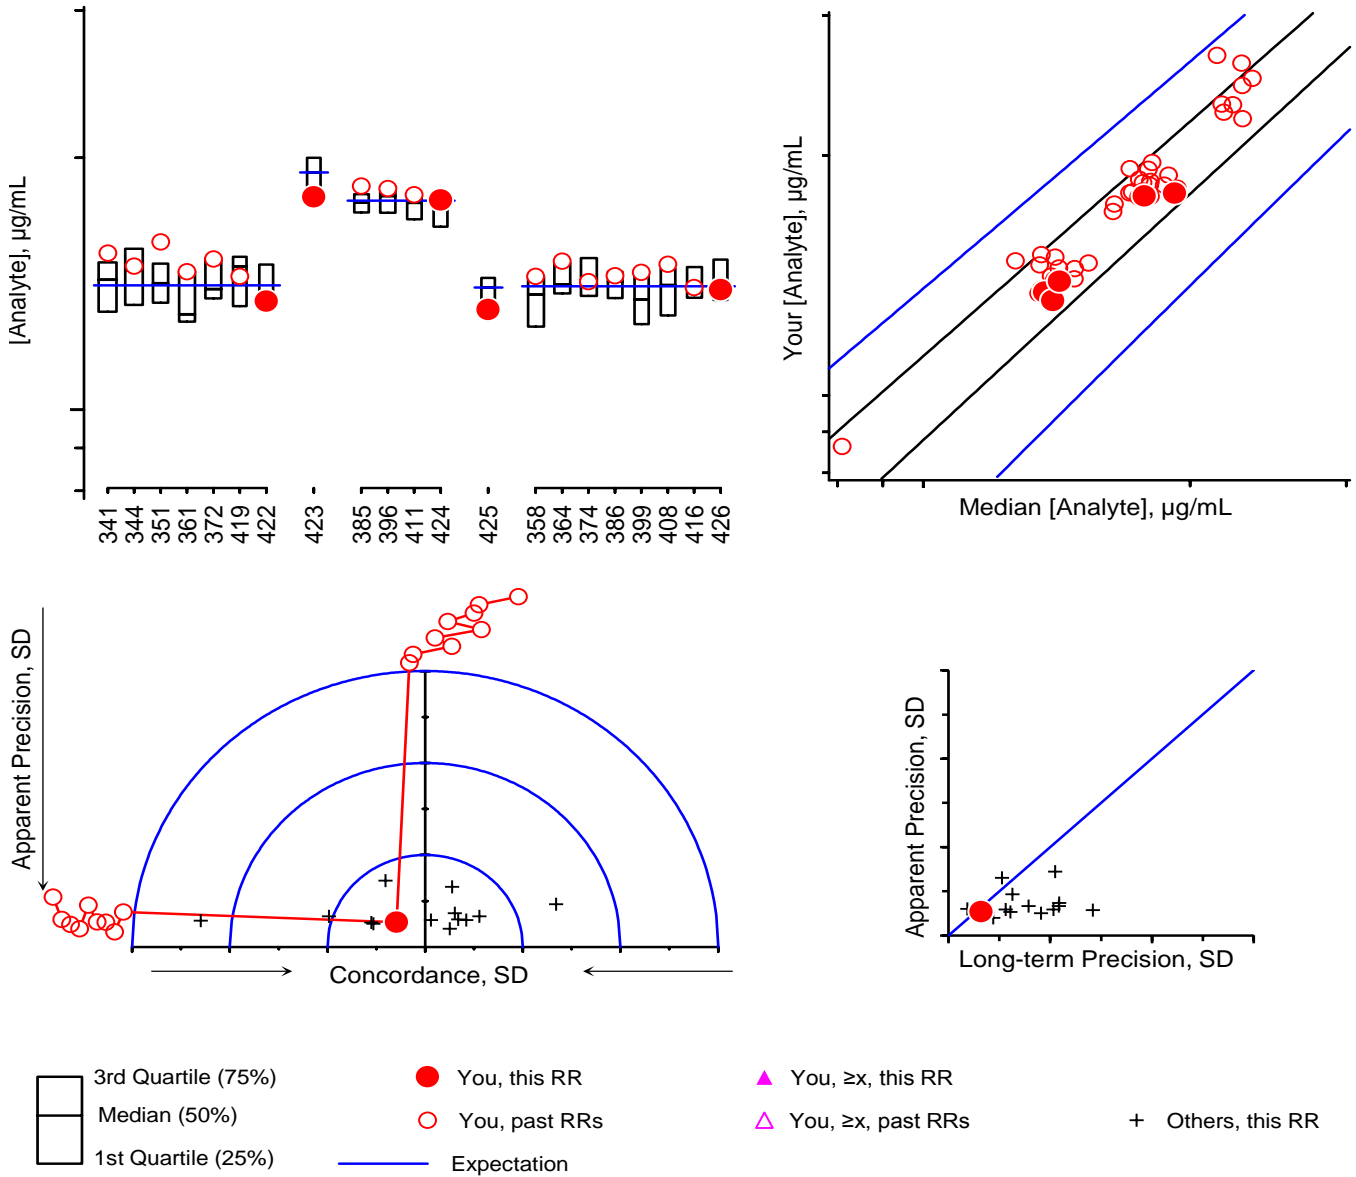 [Analyte], µg/mL
341
344
351
361
372
419
422
423
385
396
411
424
425
358
364
374
386
399
408
416
426
Your [Analyte], µg/mL
Median [Analyte], µg/mL
Apparent Precision, SD
Concordance, SD
Apparent Precision, SD
Long-term Precision, SD
3rd Quartile (75%)
Median (50%)
1st Quartile (25%)
You, this RR
You, past RRs
Expectation
You, ≥x, this RR
You, ≥x, past RRs
Others, this RR